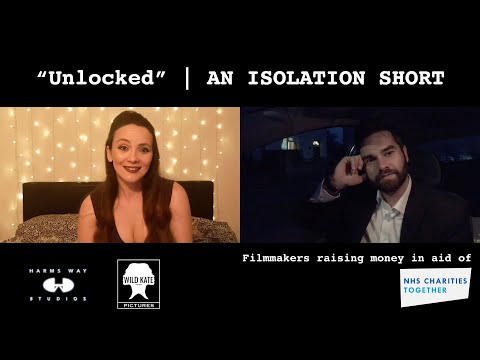 “Unlocked” | AN ISOLATION SHORT
Filmmakers raising money in aid of
HARMS WAY
STUDIOS
WILD KATE
PICTURES
NHS CHARITIES
TOGETHER